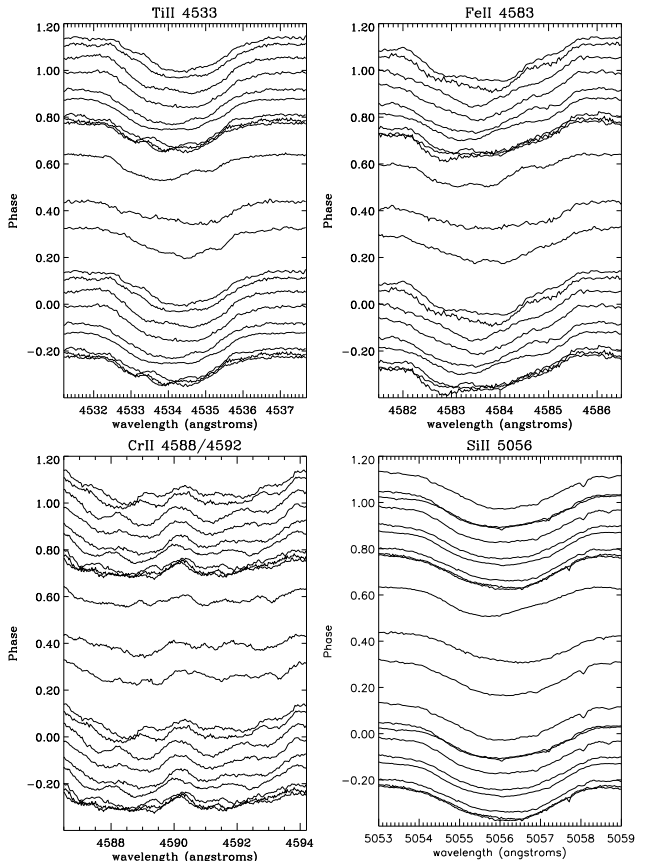 TiII 4533
1.20
1.00
0.80
0.60
0.40
0.20
0.00
−0.20
Phase
4532 4533 4534 4535 4536 4537
wavelength (angstroms)
FeII 4583
1.20
1.00
0.80
0.60
0.40
0.20
0.00
−0.20
Phase
4582 4583 4584 4585 4586
wavelength (angstroms)
CrII 4588/4592
1.20
1.00
0.80
0.60
0.40
0.20
0.00
−0.20
Phase
4588 4590 4592 4594
wavelength (angstroms)
SiII 5056
1.20
1.00
0.80
0.60
0.40
0.20
0.00
−0.20
Phase
5053 5054 5055 5056 5057 5058 5059
wavelength (angstroms)